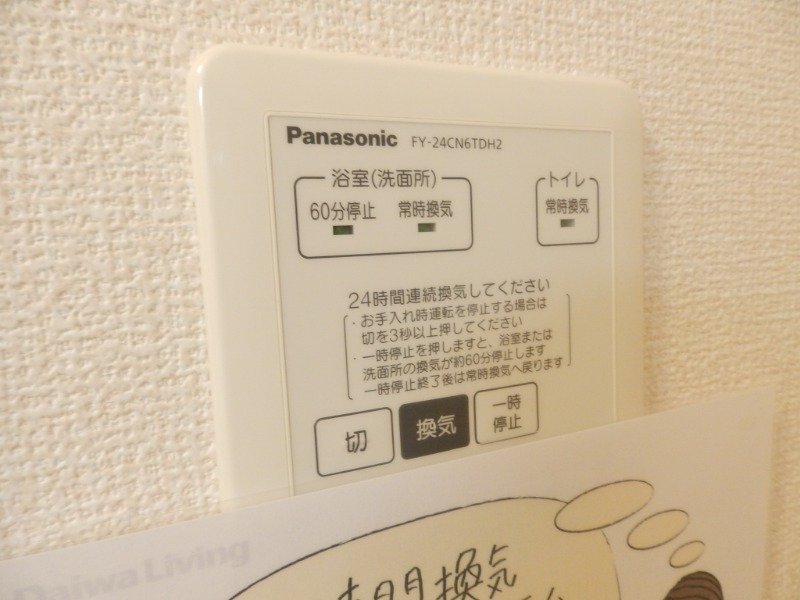 Panasonic FY-24CN6TDH2
浴室(洗面所)
60分停止 常時換気
トイレ
常時換気
24時間連続換気してください
・お手入れ時運転を停止する場合は
切を3秒以上押してください
・一時停止を押しますと、浴室または
洗面所の換気が約60分停止します
一時停止終了後は常時換気へ戻ります
切
換気
一時
停止
Daiwa Living
間換気